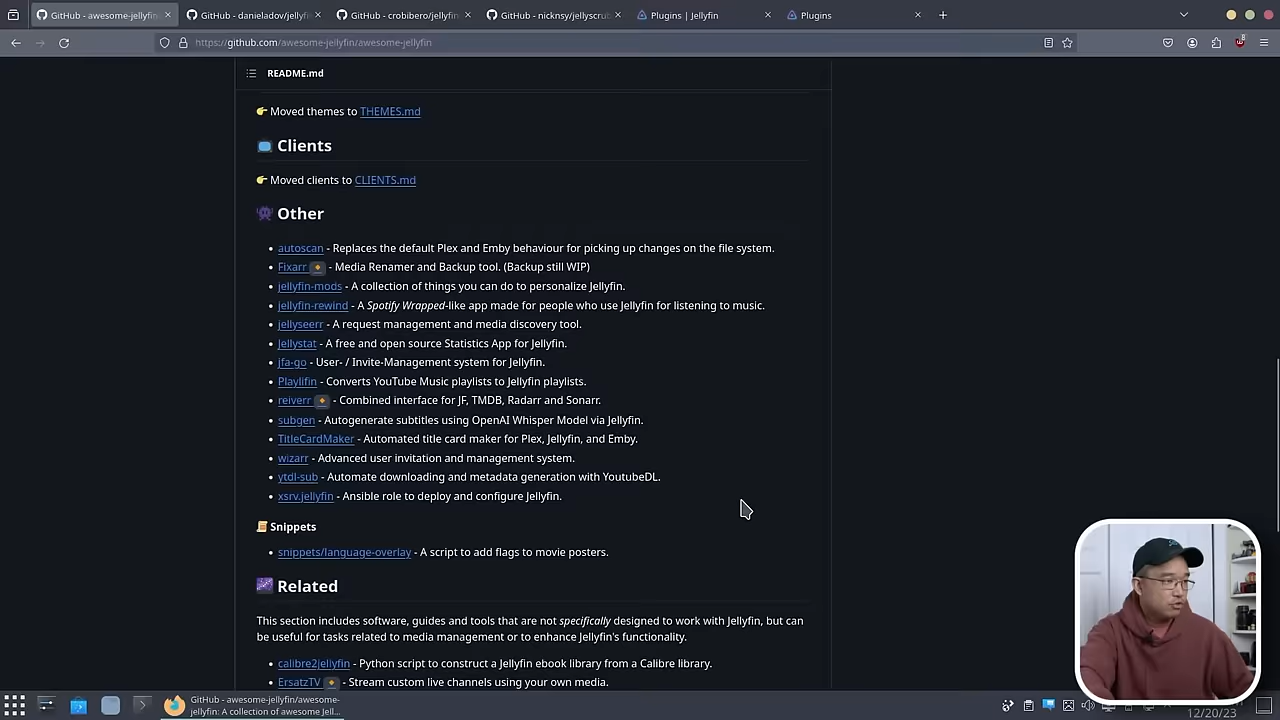 GitHub - awesome-jellyfin
GitHub - danieladov/jellyfi
GitHub - crobibero/jellyfin
GitHub - nicknsy/jellyscrub
Plugins | Jellyfin
Plugins
https://github.com/awesome-jellyfin/awesome-jellyfin
README.md
👉 Moved themes to THEMES.md
Clients
👉 Moved clients to CLIENTS.md
Other
• autoscan - Replaces the default Plex and Emby behaviour for picking up changes on the file system.
• Fixarr 🔸 - Media Renamer and Backup tool. (Backup still WIP)
• jellyfin-mods - A collection of things you can do to personalize Jellyfin.
• jellyfin-rewind - A Spotify Wrapped-like app made for people who use Jellyfin for listening to music.
• jellyseerr - A request management and media discovery tool.
• Jellystat - A free and open source Statistics App for Jellyfin.
• jfa-go - User- / Invite-Management system for Jellyfin.
• Playlifin - Converts YouTube Music playlists to Jellyfin playlists.
• reiverr 🔸 - Combined interface for JF, TMDB, Radarr and Sonarr.
• subgen - Autogenerate subtitles using OpenAI Whisper Model via Jellyfin.
• TitleCardMaker - Automated title card maker for Plex, Jellyfin, and Emby.
• wizarr - Advanced user invitation and management system.
• ytdl-sub - Automate downloading and metadata generation with YoutubeDL.
• xsrv.jellyfin - Ansible role to deploy and configure Jellyfin.
Snippets
• snippets/language-overlay - A script to add flags to movie posters.
Related
This section includes software, guides and tools that are not specifically designed to work with Jellyfin, but can
be useful for tasks related to media management or to enhance Jellyfin's functionality.
• calibre2jellyfin - Python script to construct a Jellyfin ebook library from a Calibre library.
• ErsatzTV 🔸 - Stream custom live channels using your own media.
GitHub - awesome-jellyfin/awesome-
jellyfin: A collection of awesome Jell...
12/20/23